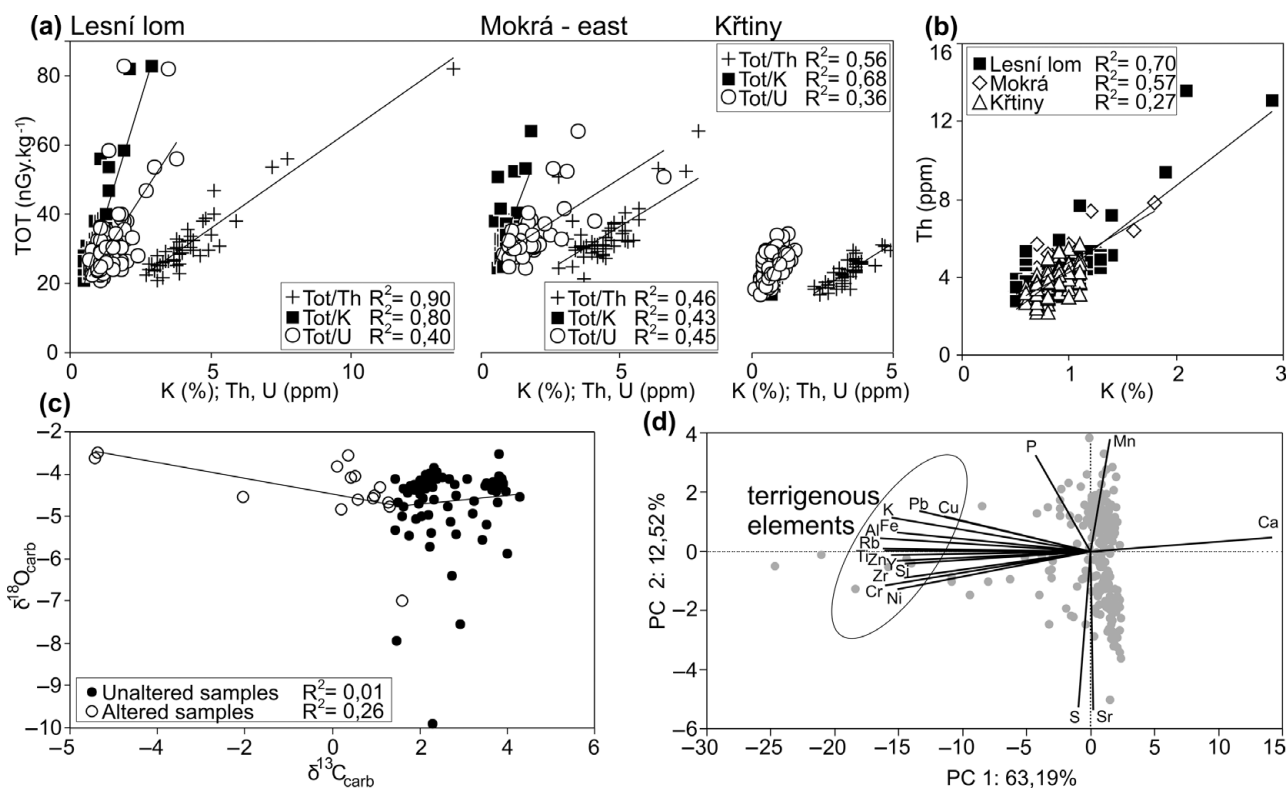 (a) Lesní lom
Mokrá - east
Křtiny
TOT (nGy.kg-1)
80
60
40
20
0
Tot/Th R2= 0,90
Tot/K R2= 0,80
Tot/U R2= 0,40
0 5 10
K (%); Th, U (ppm)
Tot/Th R2= 0,46
Tot/K R2= 0,43
Tot/U R2= 0,45
0 5
K (%); Th, U (ppm)
Tot/Th R2= 0,56
Tot/K R2= 0,68
Tot/U R2= 0,36
0 5
K (%); Th, U (ppm)
(b)
Th (ppm)
16
12
8
4
0
Lesní lom R2= 0,70
Mokrá R2= 0,57
Křtiny R2= 0,27
0 1 2 3
K (%)
(c)
δ18Ocarb
–2
–4
–5
–6
–7
–8
–9
–10
Unaltered samples R2= 0,01
Altered samples R2= 0,26
–5 –4 –2 0 2 4 6
δ13Ccarb
(d)
PC 2: 12,52%
4
2
0
–2
–4
–6
P
Mn
terrigenous
elements
Pb
Cu
K
Fe
Al
Rb
Ti
Zn
Y
Si
Zr
Cr
Ni
Ca
S
Sr
–30 –25 –20 –15 –10 –5 0 5 10 15
PC 1: 63,19%